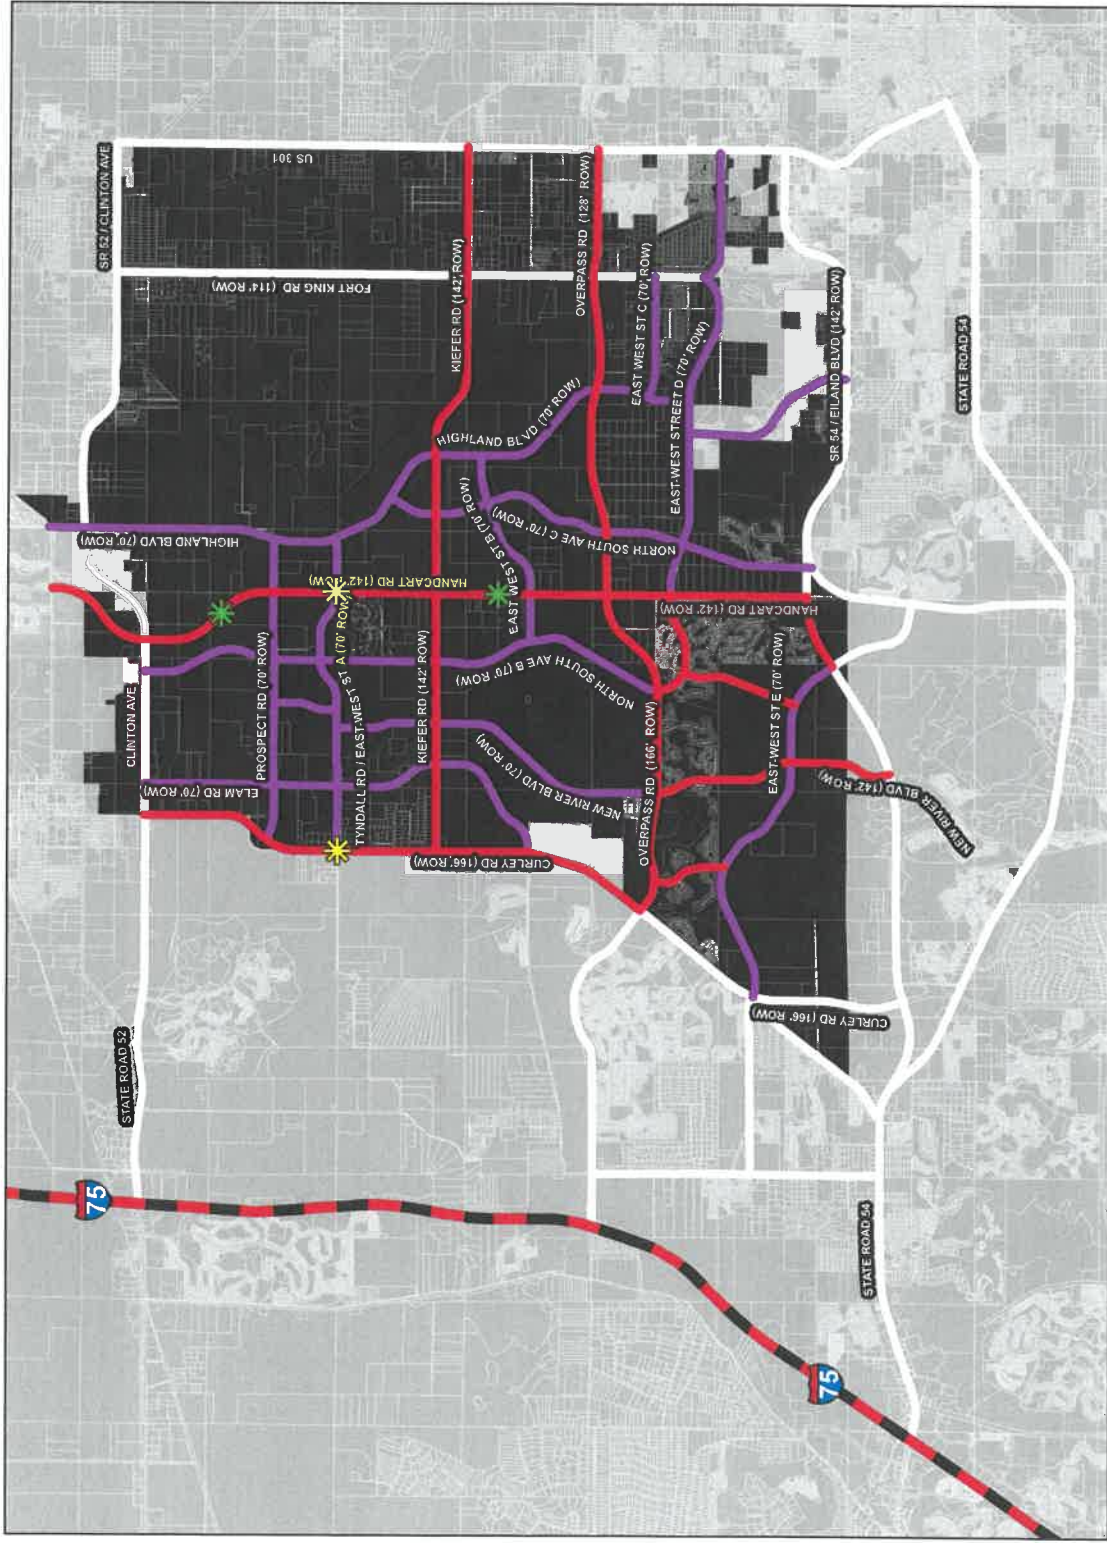 SR 52 / CLINTON AVE
US 301
FORT KING RD (114' ROW)
KIEFER RD (142' ROW)
OVERPASS RD (128' ROW)
EAST WEST ST C (70' ROW)
EAST-WEST STREET D (70' ROW)
SR 54 / EILAND BLVD (142' ROW)
STATE ROAD 54
HIGHLAND BLVD (70' ROW)
HIGHLAND BLVD (70' ROW)
EAST WEST ST B (70' ROW)
NORTH SOUTH AVE C (70' ROW)
HANDCART RD (142' ROW)
HANDCART RD (142' ROW)
CLINTON AVE
PROSPECT RD (70' ROW)
TYNDALL RD / EAST-WEST ST A (70' ROW)
KIEFER RD (142' ROW)
NORTH SOUTH AVE B (70' ROW)
ELAM RD (70' ROW)
NEW RIVER BLVD (70' ROW)
OVERPASS RD (166' ROW)
EAST-WEST ST E (70' ROW)
NEW RIVER BLVD (142' ROW)
CURLEY RD (166' ROW)
CURLEY RD (166' ROW)
STATE ROAD 52
STATE ROAD 54
75
75